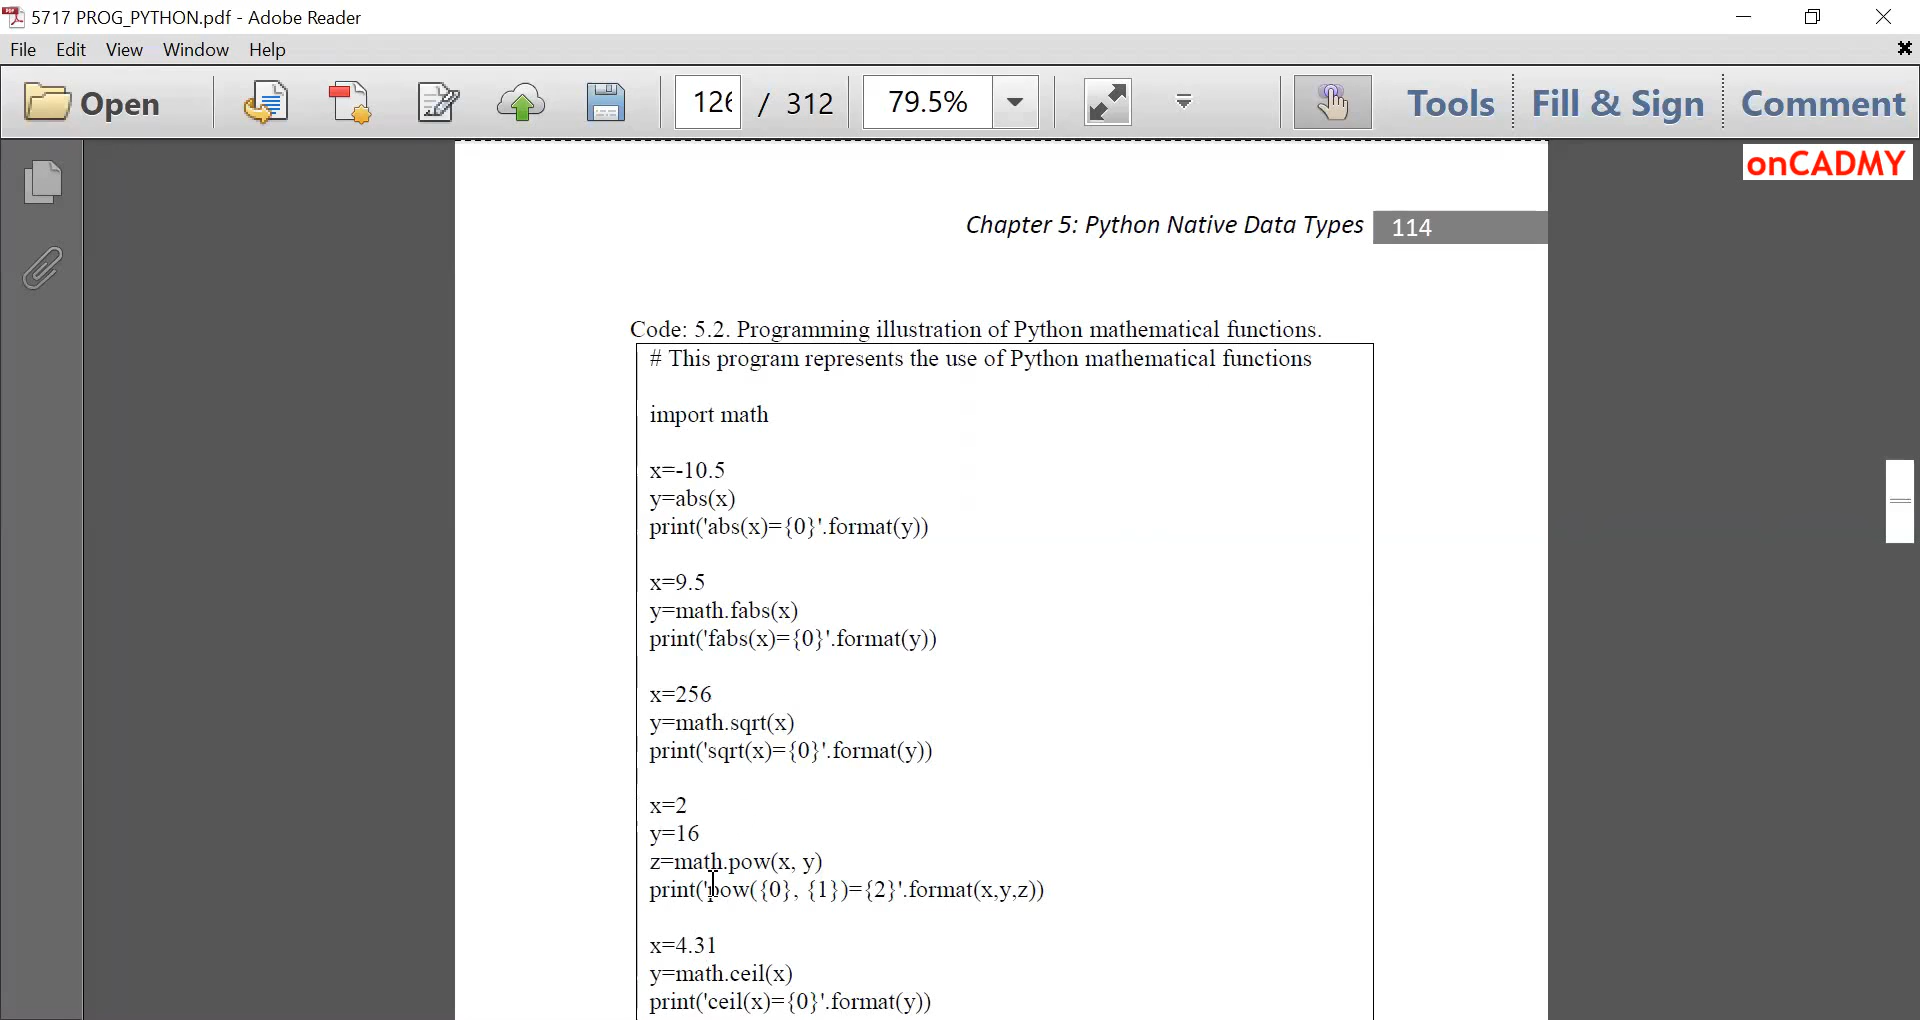 5717 PROG_PYTHON.pdf - Adobe Reader
File Edit View Window Help
Open 126 / 312 79.5% Tools Fill & Sign Comment
onCADMY
Chapter 5: Python Native Data Types 114
Code: 5.2. Programming illustration of Python mathematical functions.
# This program represents the use of Python mathematical functions
import math
x=-10.5
y=abs(x)
print('abs(x)={0}'.format(y))
x=9.5
y=math.fabs(x)
print('fabs(x)={0}'.format(y))
x=256
y=math.sqrt(x)
print('sqrt(x)={0}'.format(y))
x=2
y=16
z=math.pow(x, y)
print('pow({0}, {1})={2}'.format(x,y,z))
x=4.31
y=math.ceil(x)
print('ceil(x)={0}'.format(y))